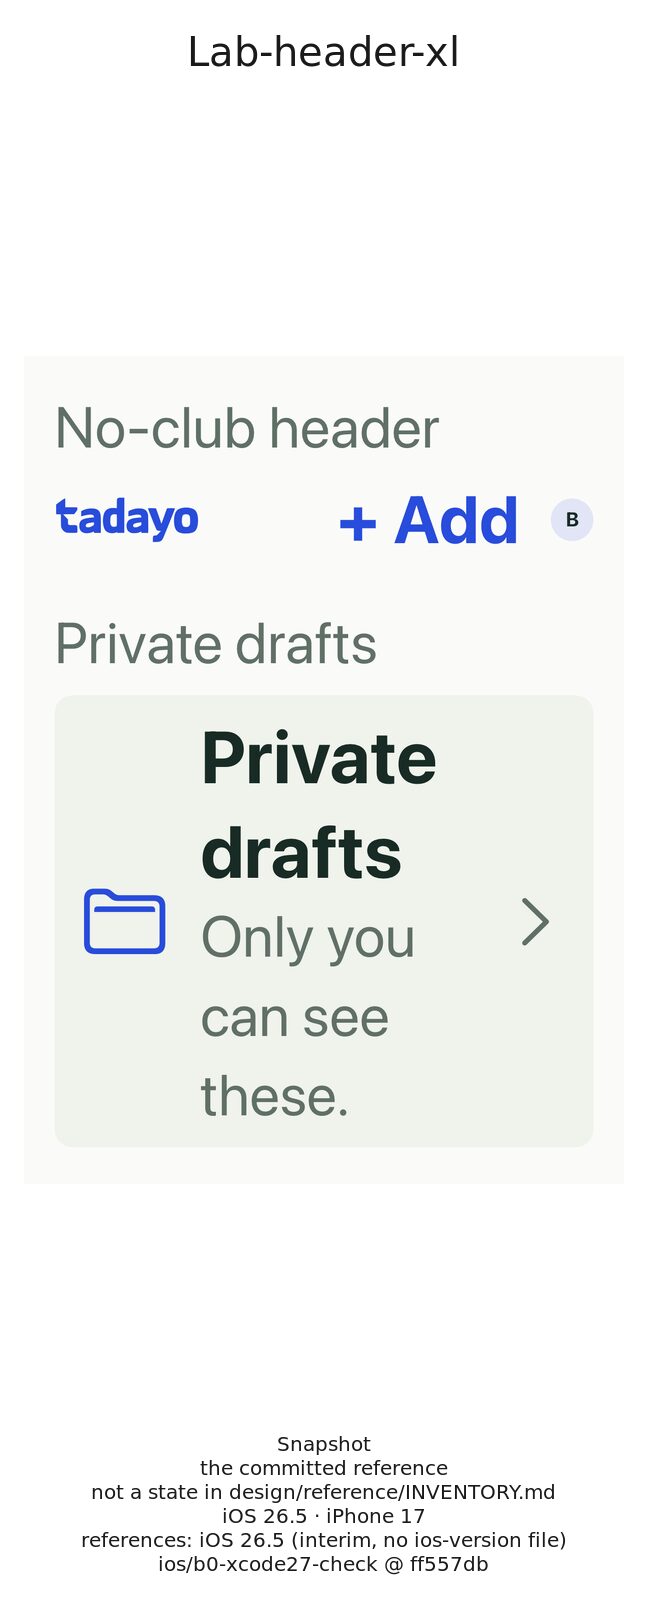 Lab-header-xl
No-club header
tadayo + Add B
Private drafts
Private
drafts
Only you
can see
these.
Snapshot
the committed reference
not a state in design/reference/INVENTORY.md
iOS 26.5 · iPhone 17
references: iOS 26.5 (interim, no ios-version file)
ios/b0-xcode27-check @ ff557db